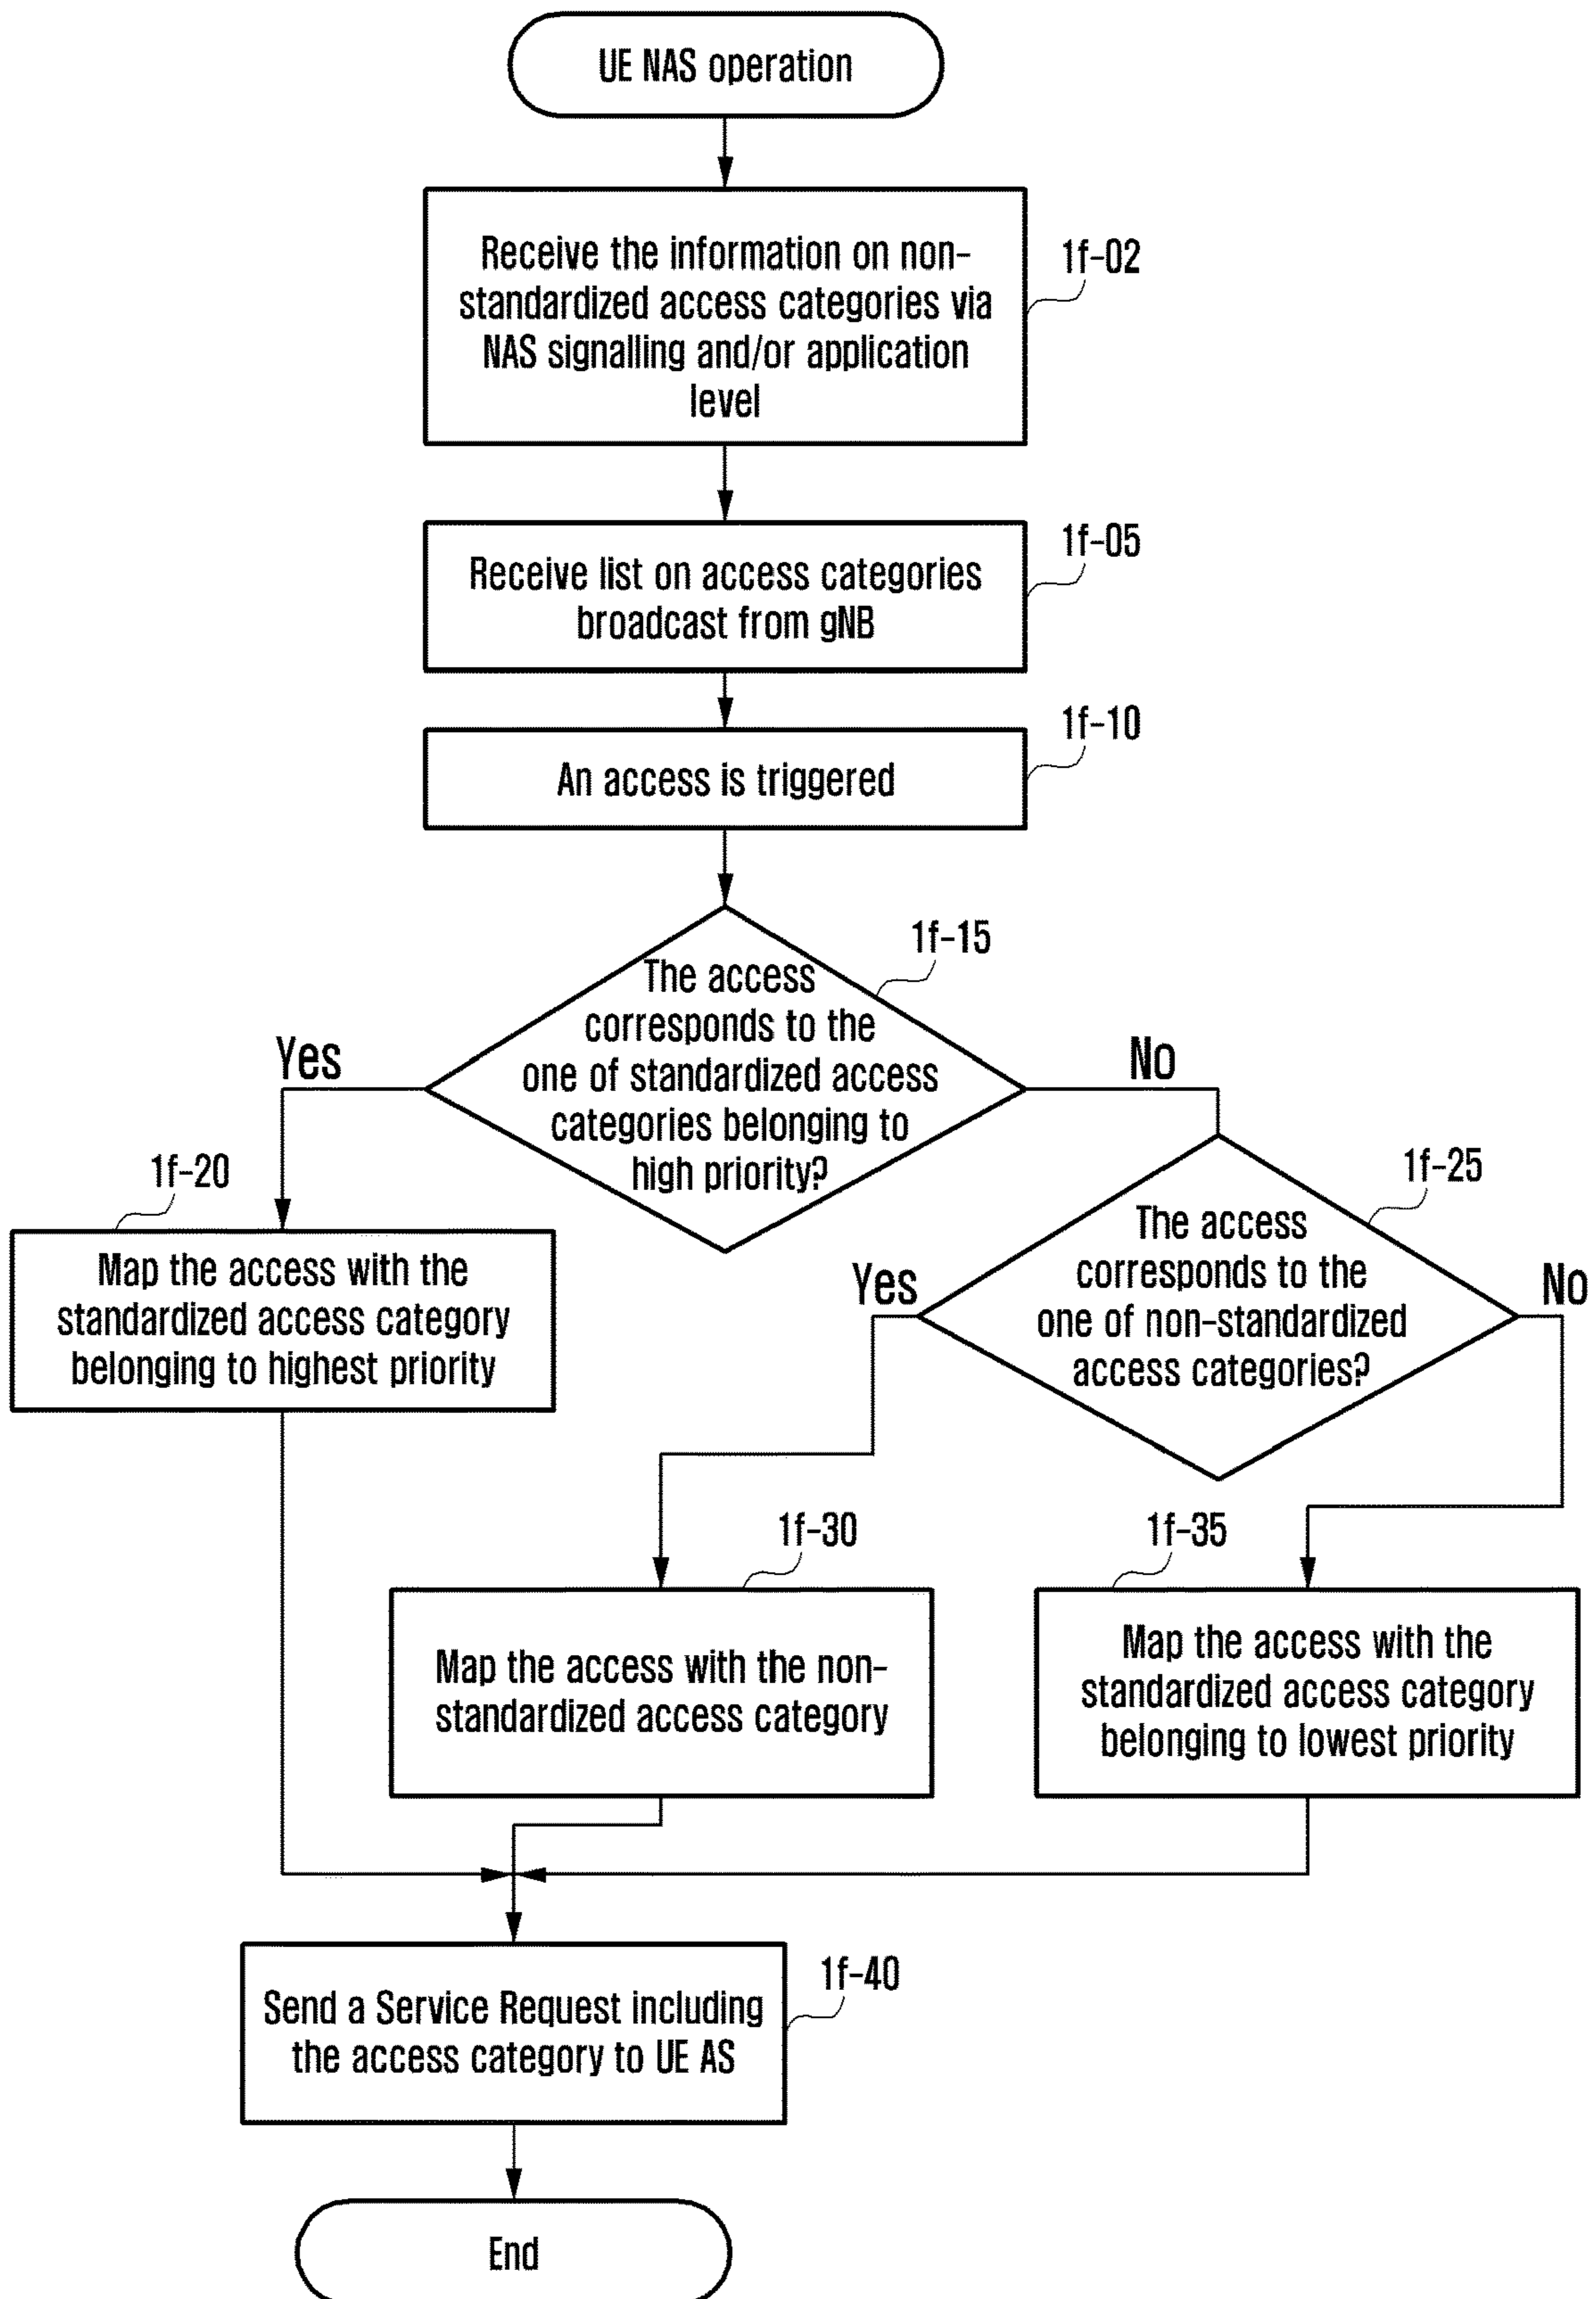 UE NAS operation
Receive the information on non-
standardized access categories via
NAS signalling and/or application
level
1f-02
Receive list on access categories
broadcast from gNB
1f-05
An access is triggered
1f-10
The access
corresponds to the
one of standardized access
categories belonging to
high priority?
1f-15
Yes
No
1f-20
Map the access with the
standardized access category
belonging to highest priority
1f-25
The access
corresponds to the
one of non-standardized
access categories?
Yes
No
1f-30
Map the access with the non-
standardized access category
1f-35
Map the access with the
standardized access category
belonging to lowest priority
Send a Service Request including
the access category to UE AS
1f-40
End